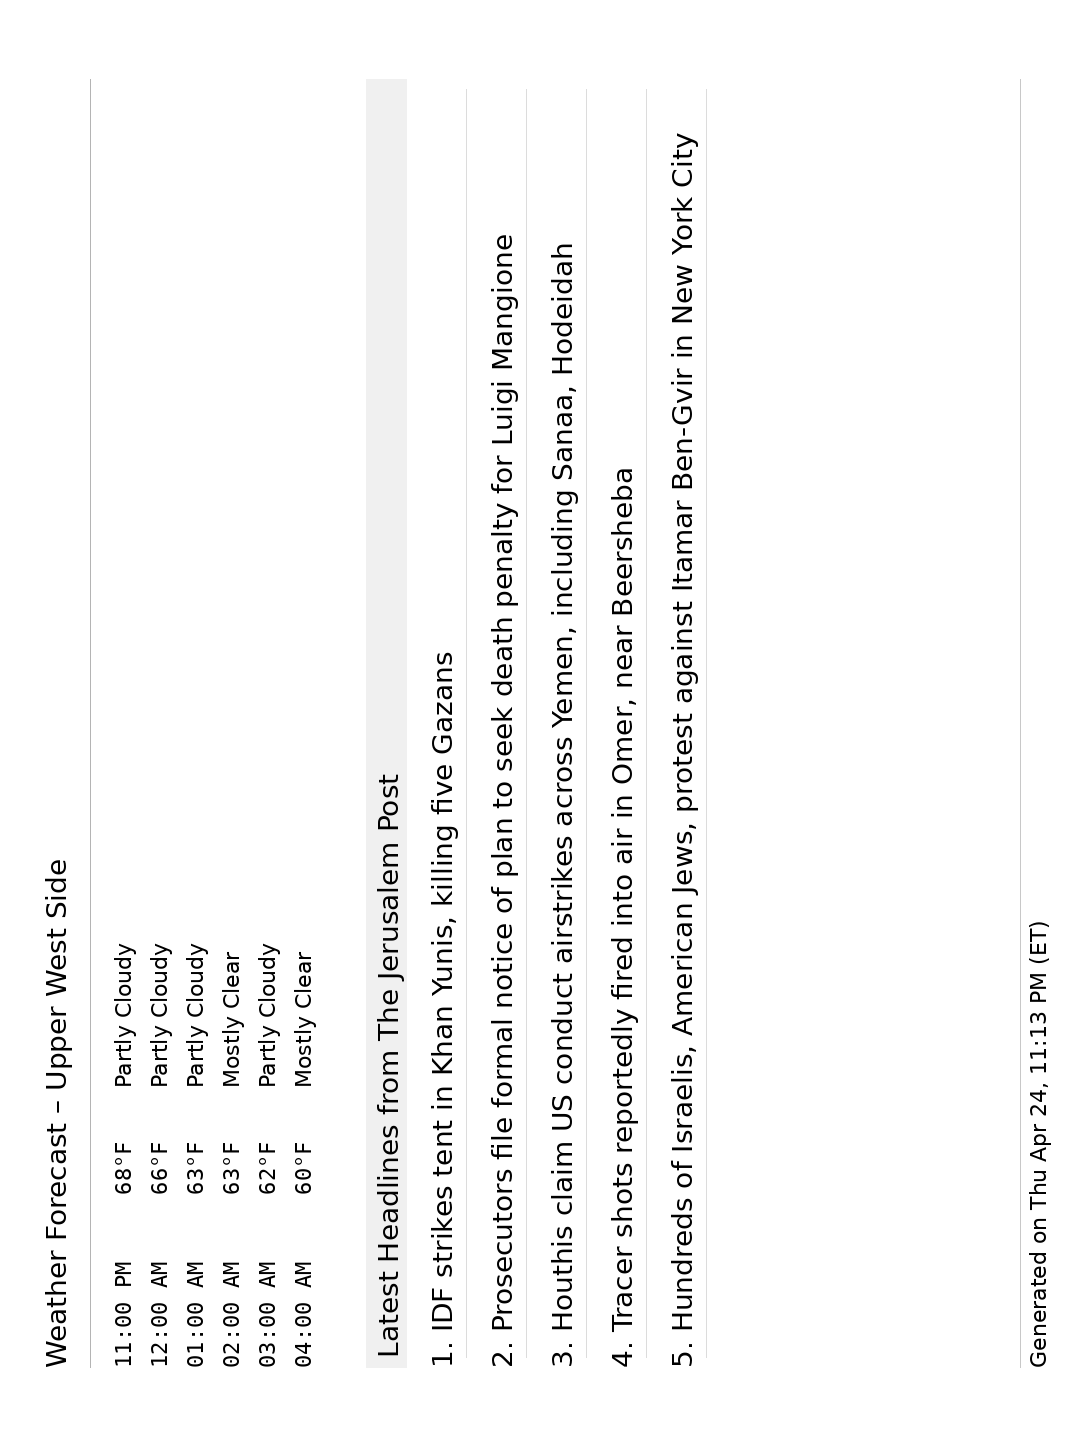 Weather Forecast – Upper West Side
11:00 PM 68°F Partly Cloudy
12:00 AM 66°F Partly Cloudy
01:00 AM 63°F Partly Cloudy
02:00 AM 63°F Mostly Clear
03:00 AM 62°F Partly Cloudy
04:00 AM 60°F Mostly Clear
Latest Headlines from The Jerusalem Post
1. IDF strikes tent in Khan Yunis, killing five Gazans
2. Prosecutors file formal notice of plan to seek death penalty for Luigi Mangione
3. Houthis claim US conduct airstrikes across Yemen, including Sanaa, Hodeidah
4. Tracer shots reportedly fired into air in Omer, near Beersheba
5. Hundreds of Israelis, American Jews, protest against Itamar Ben-Gvir in New York City
Generated on Thu Apr 24, 11:13 PM (ET)